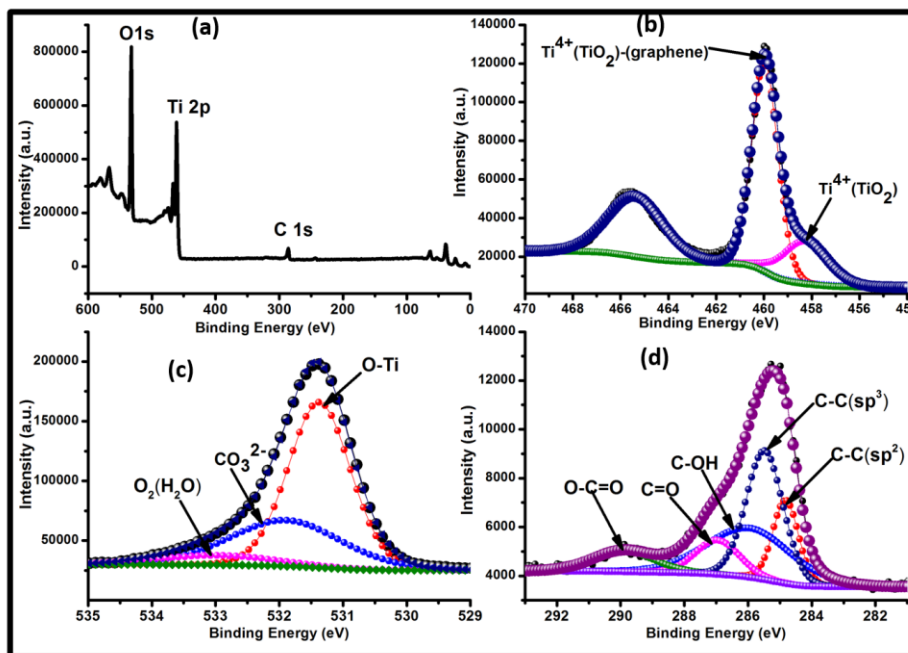 (a)
O1s
Ti 2p
C 1s
800000
600000
400000
200000
0
Intensity (a.u.)
600 500 400 300 200 100 0
Binding Energy (eV)
(b)
Ti⁴⁺(TiO₂)-(graphene)
Ti⁴⁺(TiO₂)
140000
120000
100000
80000
60000
40000
20000
Intensity (a.u.)
470 468 466 464 462 460 458 456 454
Binding Energy (eV)
(c)
O-Ti
CO₃²⁻
O₂(H₂O)
200000
150000
100000
50000
Intensity (a.u.)
535 534 533 532 531 530 529
Binding Energy (eV)
(d)
C-C(sp³)
C-C(sp²)
C-OH
C=O
O-C=O
14000
12000
10000
8000
6000
4000
Intensity (a.u.)
292 290 288 286 284 282
Binding Energy (eV)